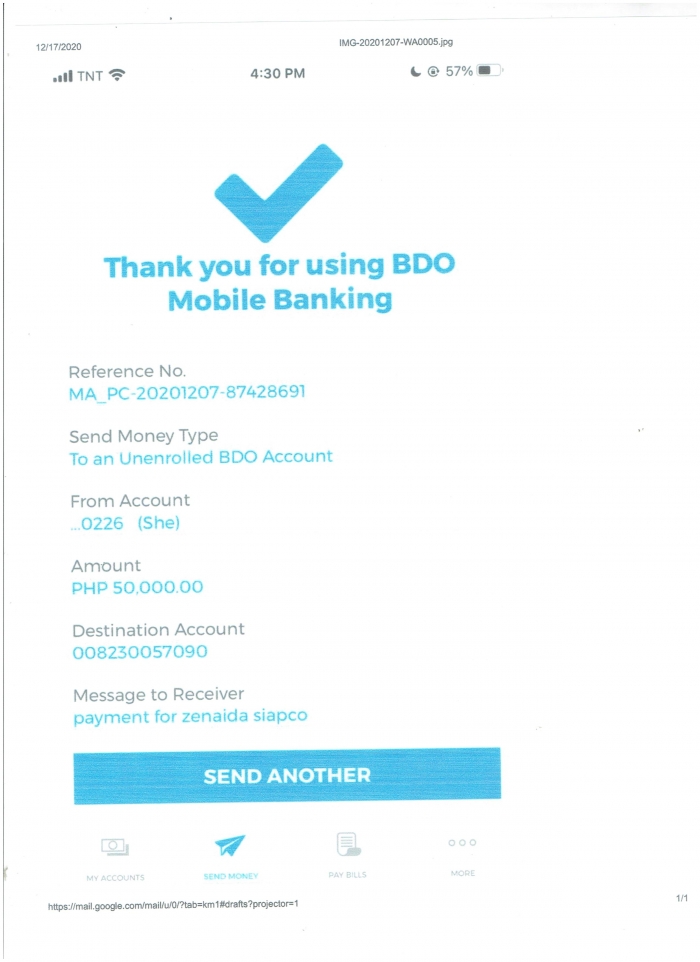 12/17/2020
IMG-20201207-WA0005.jpg
TNT
4:30 PM
57%
Thank you for using BDO
Mobile Banking
Reference No.
MA_PC-20201207-87428691
Send Money Type
To an Unenrolled BDO Account
From Account
...0226 (She)
Amount
PHP 50,000.00
Destination Account
008230057090
Message to Receiver
payment for zenaida siapco
SEND ANOTHER
MY ACCOUNTS
SEND MONEY
PAY BILLS
MORE
https://mail.google.com/mail/u/0/?tab=km1#drafts?projector=1
1/1